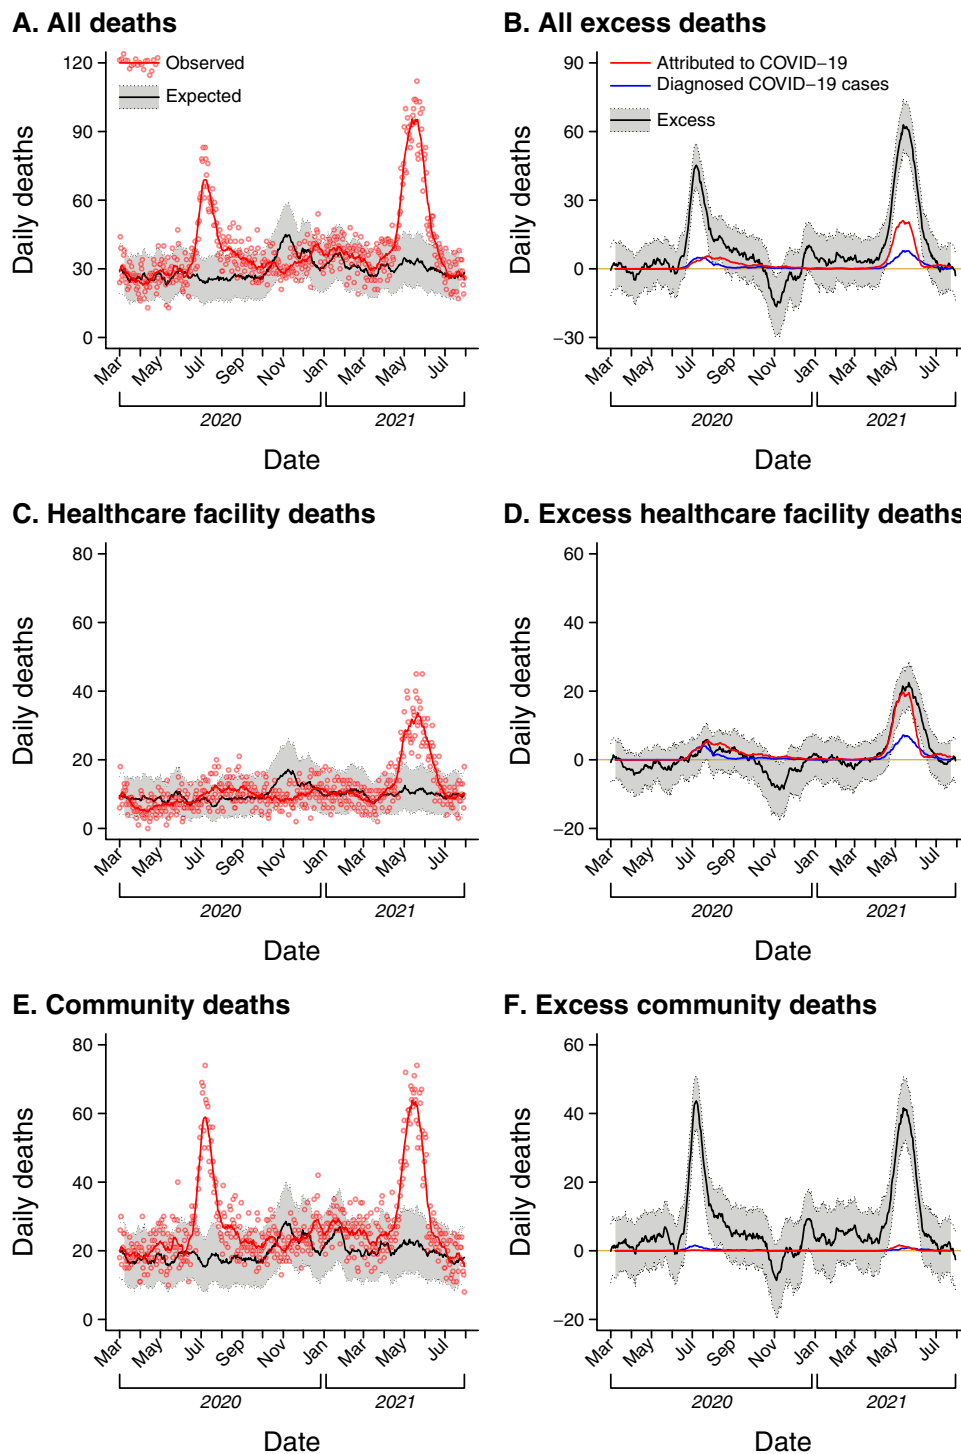 A. All deaths
Daily deaths
120
90
60
30
0
Observed
Expected
Mar May Jul Sep Nov Jan Mar May Jul
2020 2021
Date
B. All excess deaths
Daily deaths
90
60
30
0
−30
Attributed to COVID−19
Diagnosed COVID−19 cases
Excess
Mar May Jul Sep Nov Jan Mar May Jul
2020 2021
Date
C. Healthcare facility deaths
Daily deaths
80
60
40
20
0
Mar May Jul Sep Nov Jan Mar May Jul
2020 2021
Date
D. Excess healthcare facility deaths
Daily deaths
60
40
20
0
−20
Mar May Jul Sep Nov Jan Mar May Jul
2020 2021
Date
E. Community deaths
Daily deaths
80
60
40
20
0
Mar May Jul Sep Nov Jan Mar May Jul
2020 2021
Date
F. Excess community deaths
Daily deaths
60
40
20
0
−20
Mar May Jul Sep Nov Jan Mar May Jul
2020 2021
Date